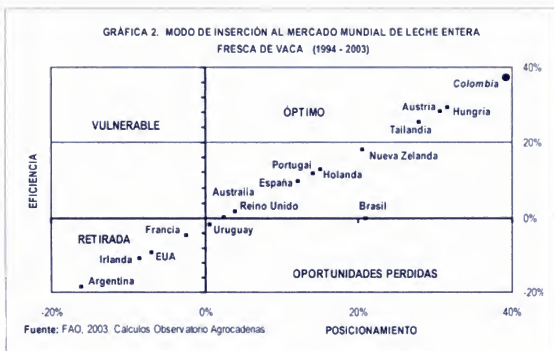 GRÁFICA 2. MODO DE INSERCIÓN AL MERCADO MUNDIAL DE LECHE ENTERA
FRESCA DE VACA (1994 - 2003)
40%
Colombia
VULNERABLE
ÓPTIMO
Austria
Hungria
Tailandia
20%
Nueva Zelanda
Portugal
Holanda
España
EFICIENCIA
Australia
Reino Unido
Brasil
0%
Uruguay
RETIRADA
Francia
Irlanda
EUA
OPORTUNIDADES PERDIDAS
Argentina
-20%
-20%
0%
20%
40%
Fuente: FAO, 2003. Calculos Observatorio Agrocadenas
POSICIONAMIENTO